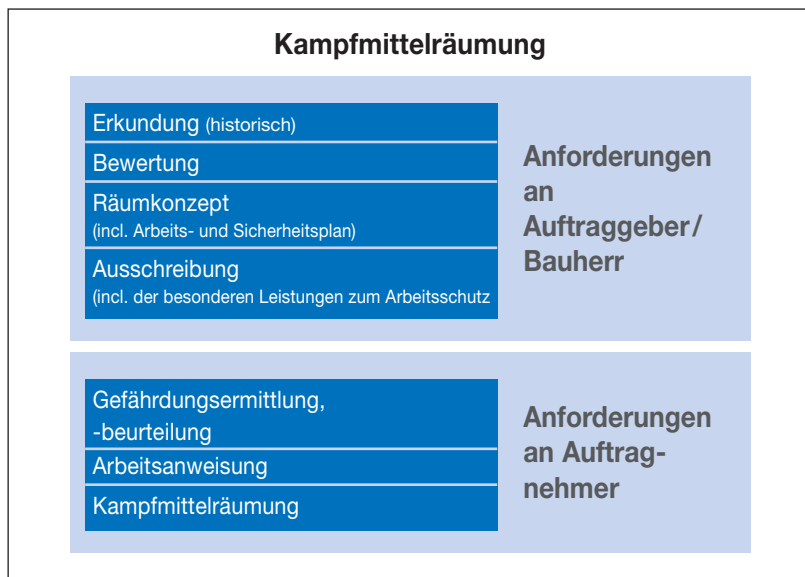 Kampfmittelräumung
Erkundung (historisch)
Bewertung
Räumkonzept
(incl. Arbeits- und Sicherheitsplan)
Ausschreibung
(incl. der besonderen Leistungen zum Arbeitsschutz
Anforderungen
an
Auftraggeber/
Bauherr
Gefährdungsermittlung,
-beurteilung
Arbeitsanweisung
Kampfmittelräumung
Anforderungen
an Auftrag-
nehmer